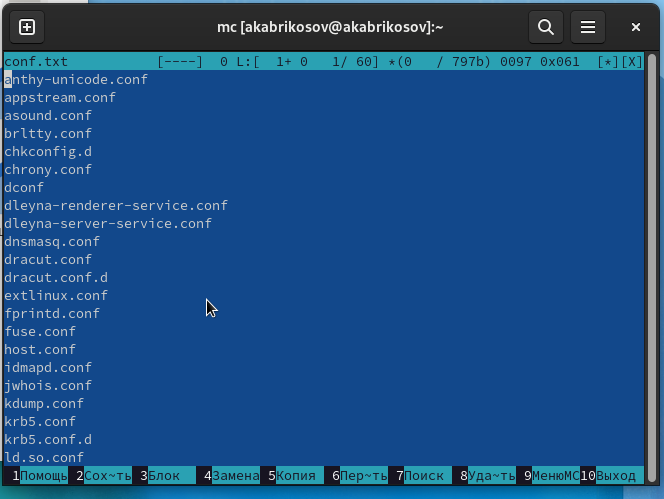 mc [akabrikosov@akabrikosov]:~
conf.txt [----] 0 L:[ 1+ 0 1/ 60] *(0 / 797b) 0097 0x061 [*][X]
anthy-unicode.conf
appstream.conf
asound.conf
brltty.conf
chkconfig.d
chrony.conf
dconf
dleyna-renderer-service.conf
dleyna-server-service.conf
dnsmasq.conf
dracut.conf
dracut.conf.d
extlinux.conf
fprintd.conf
fuse.conf
host.conf
idmapd.conf
jwhois.conf
kdump.conf
krb5.conf
krb5.conf.d
ld.so.conf
1Помощь 2Сох~ть 3Блок 4Замена 5Копия 6Пер~ть 7Поиск 8Уда~ть 9МенюMC 10Выход